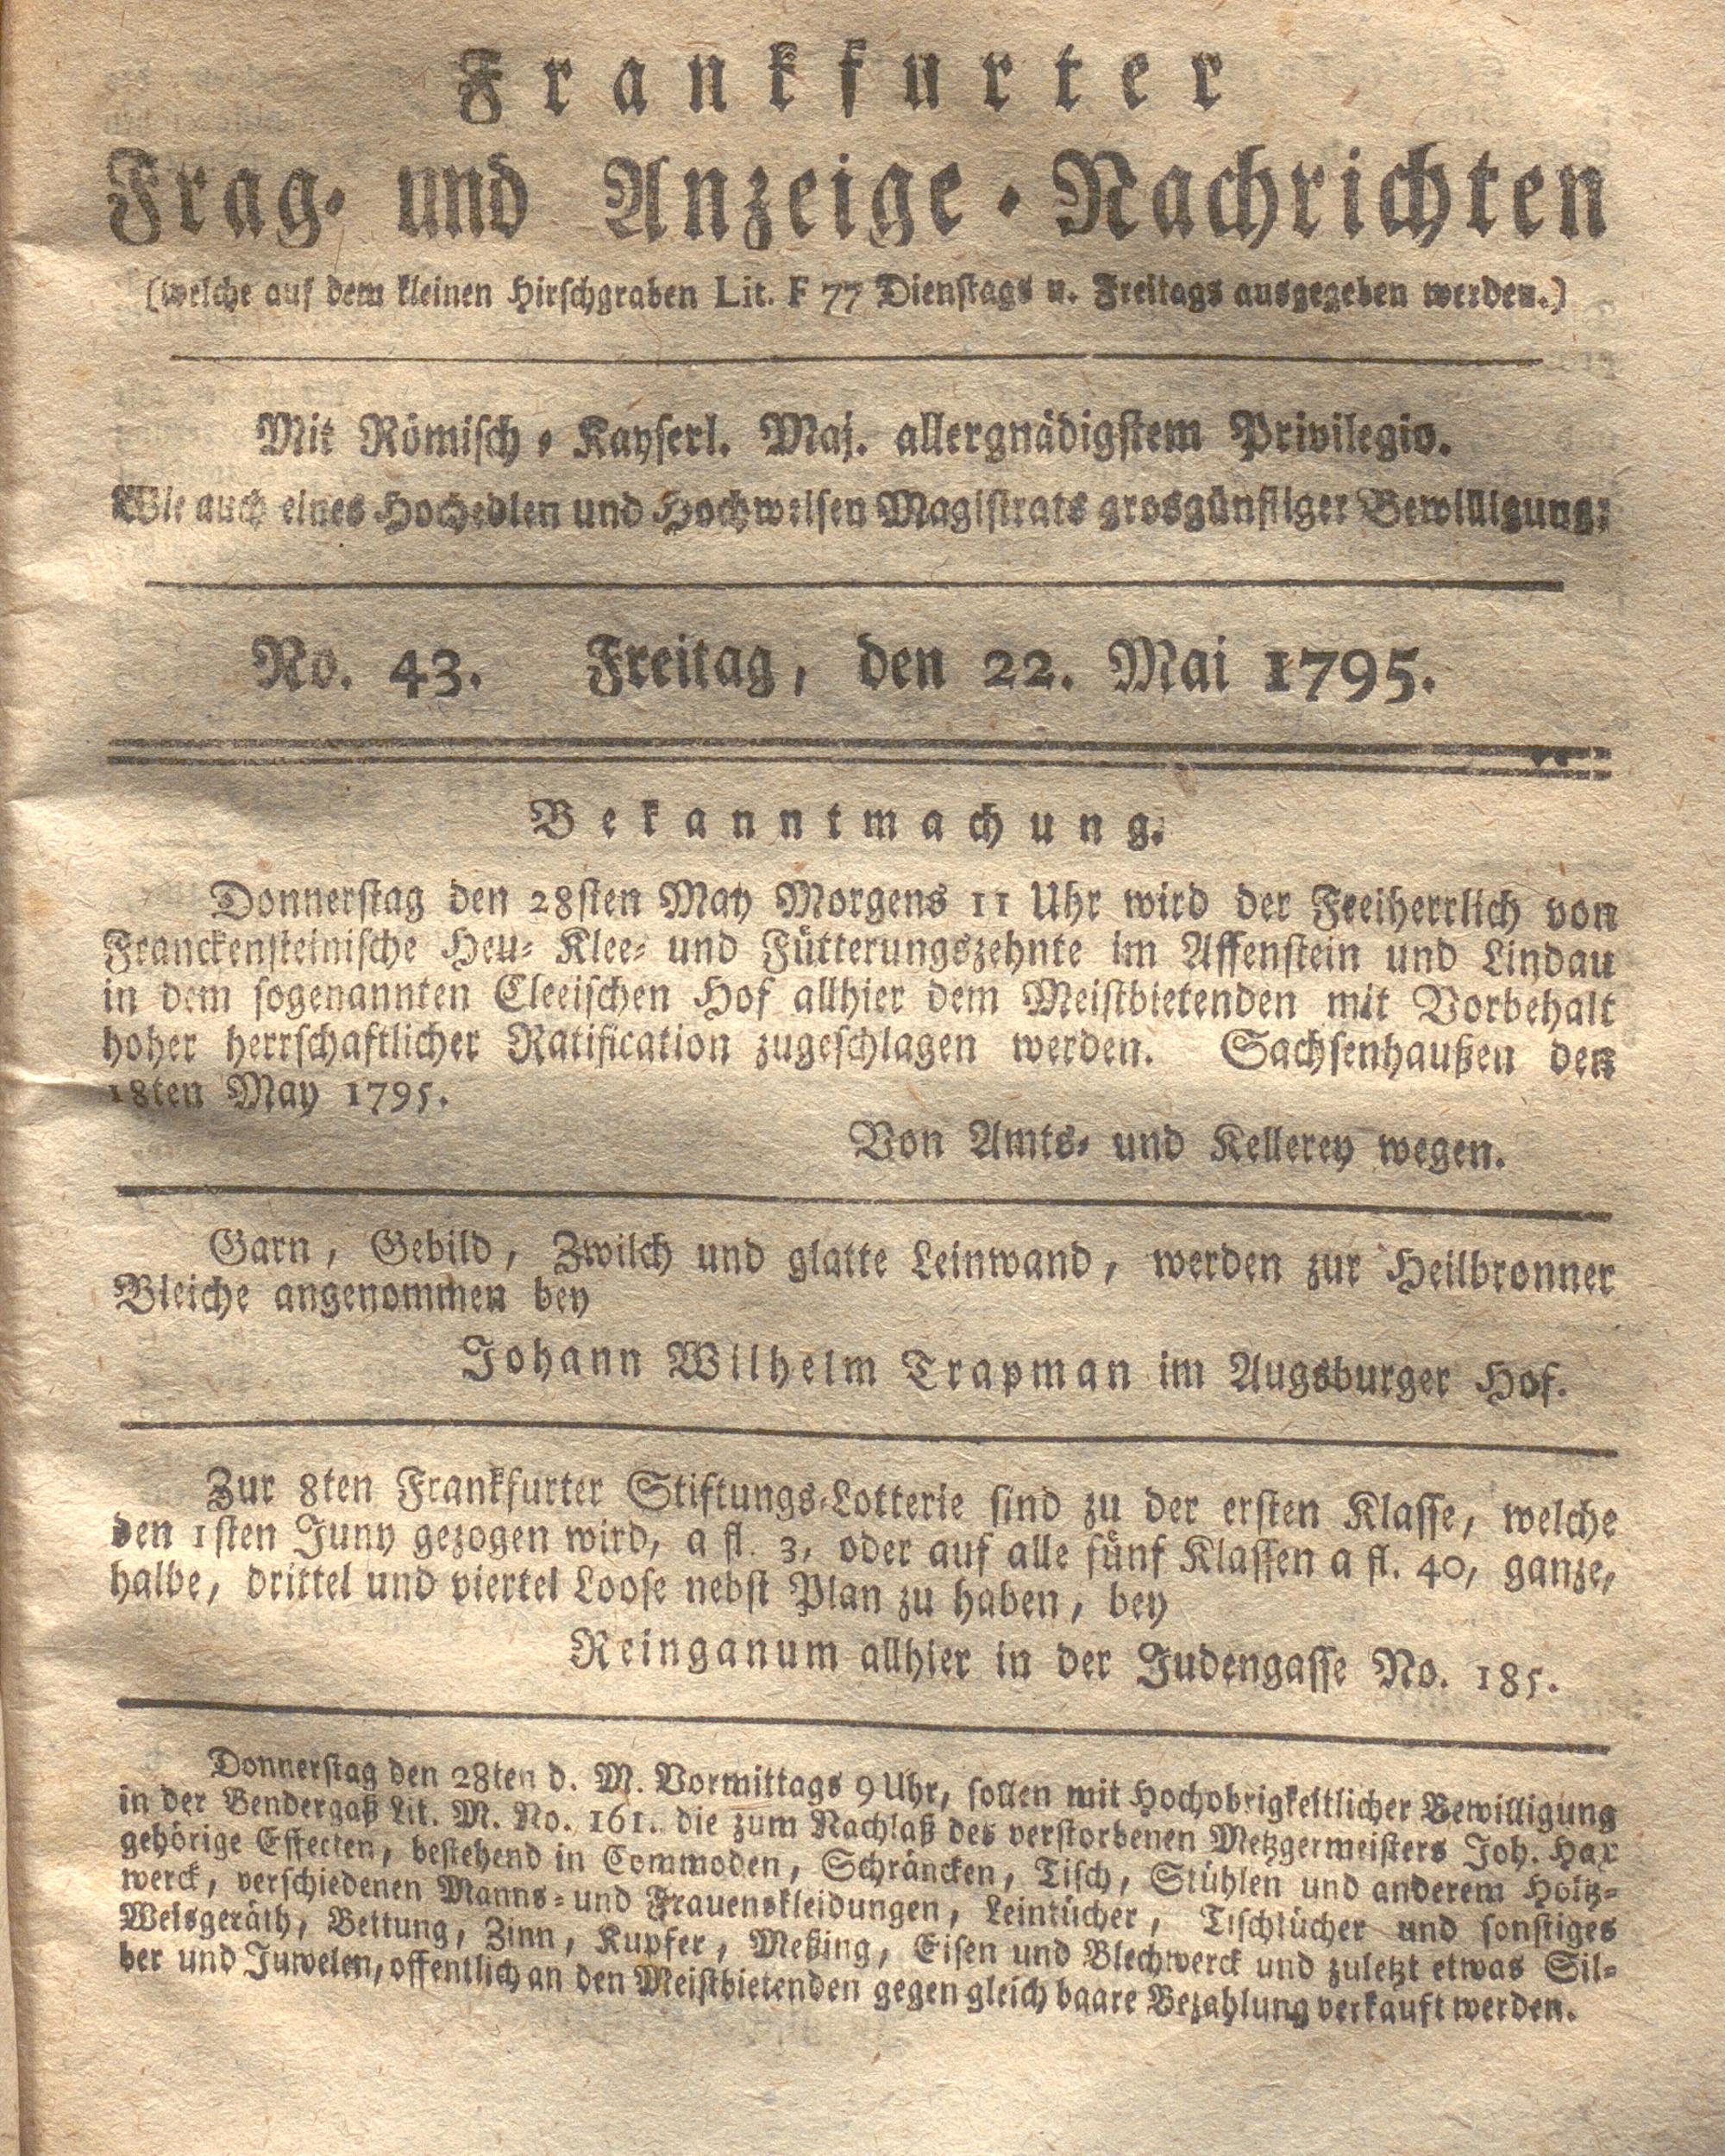 Frankfurter
Frag- und Anzeige-Nachrichten
(welche auf dem kleinen Hirschgraben Lit. F 77 Dienstags u. Freitags ausgegeben werden.)
Mit Römisch-Kayserl. Maj. allergnädigstem Privilegio.
Wie auch eines Hochedlen und Hochweisen Magistrats grosgünstiger Bewilligung:
No. 43. Freitag, den 22. Mai 1795.
Bekanntmachung.
Donnerstag den 28sten May Morgens 11 Uhr wird der Freiherrlich von
Franckensteinische Heu- Klee- und Fütterungszehnte im Affenstein und Lindau
in dem sogenannten Cleeischen Hof allhier dem Meistbietenden mit Vorbehalt
hoher herrschaftlicher Ratification zugeschlagen werden. Sachsenhaußen den
18ten May 1795.
Von Amts- und Kellerey wegen.
Garn, Gebild, Zwilch und glatte Leinwand, werden zur Heilbronner
Bleiche angenommen bey
Johann Wilhelm Trapman im Augsburger Hof.
Zur 8ten Frankfurter Stiftungs-Lotterie sind zu der ersten Klasse, welche
den 1sten Juny gezogen wird, a fl. 3, oder auf alle fünf Klassen a fl. 40, ganze,
halbe, drittel und viertel Loose nebst Plan zu haben, bey
Reinganum allhier in der Judengasse No. 185.
Donnerstag den 28ten d. M. Vormittags 9 Uhr, sollen mit Hochobrigkeitlicher Bewilligung
in der Bendergaß Lit. M. No. 161. die zum Nachlaß des verstorbenen Metzgermeisters Joh. Hax
gehörige Effecten, bestehend in Commoden, Schräncken, Tisch, Stühlen und anderem Holtz-
werck, verschiedenen Manns- und Frauenskleidungen, Leintücher, Tischtücher und sonstiges
Weisgeräth, Bettung, Zinn, Kupfer, Meßing, Eisen und Blechwerck und zuletzt etwas Sil-
ber und Juwelen, offentlich an den Meistbietenden gegen gleich baare Bezahlung verkauft werden.